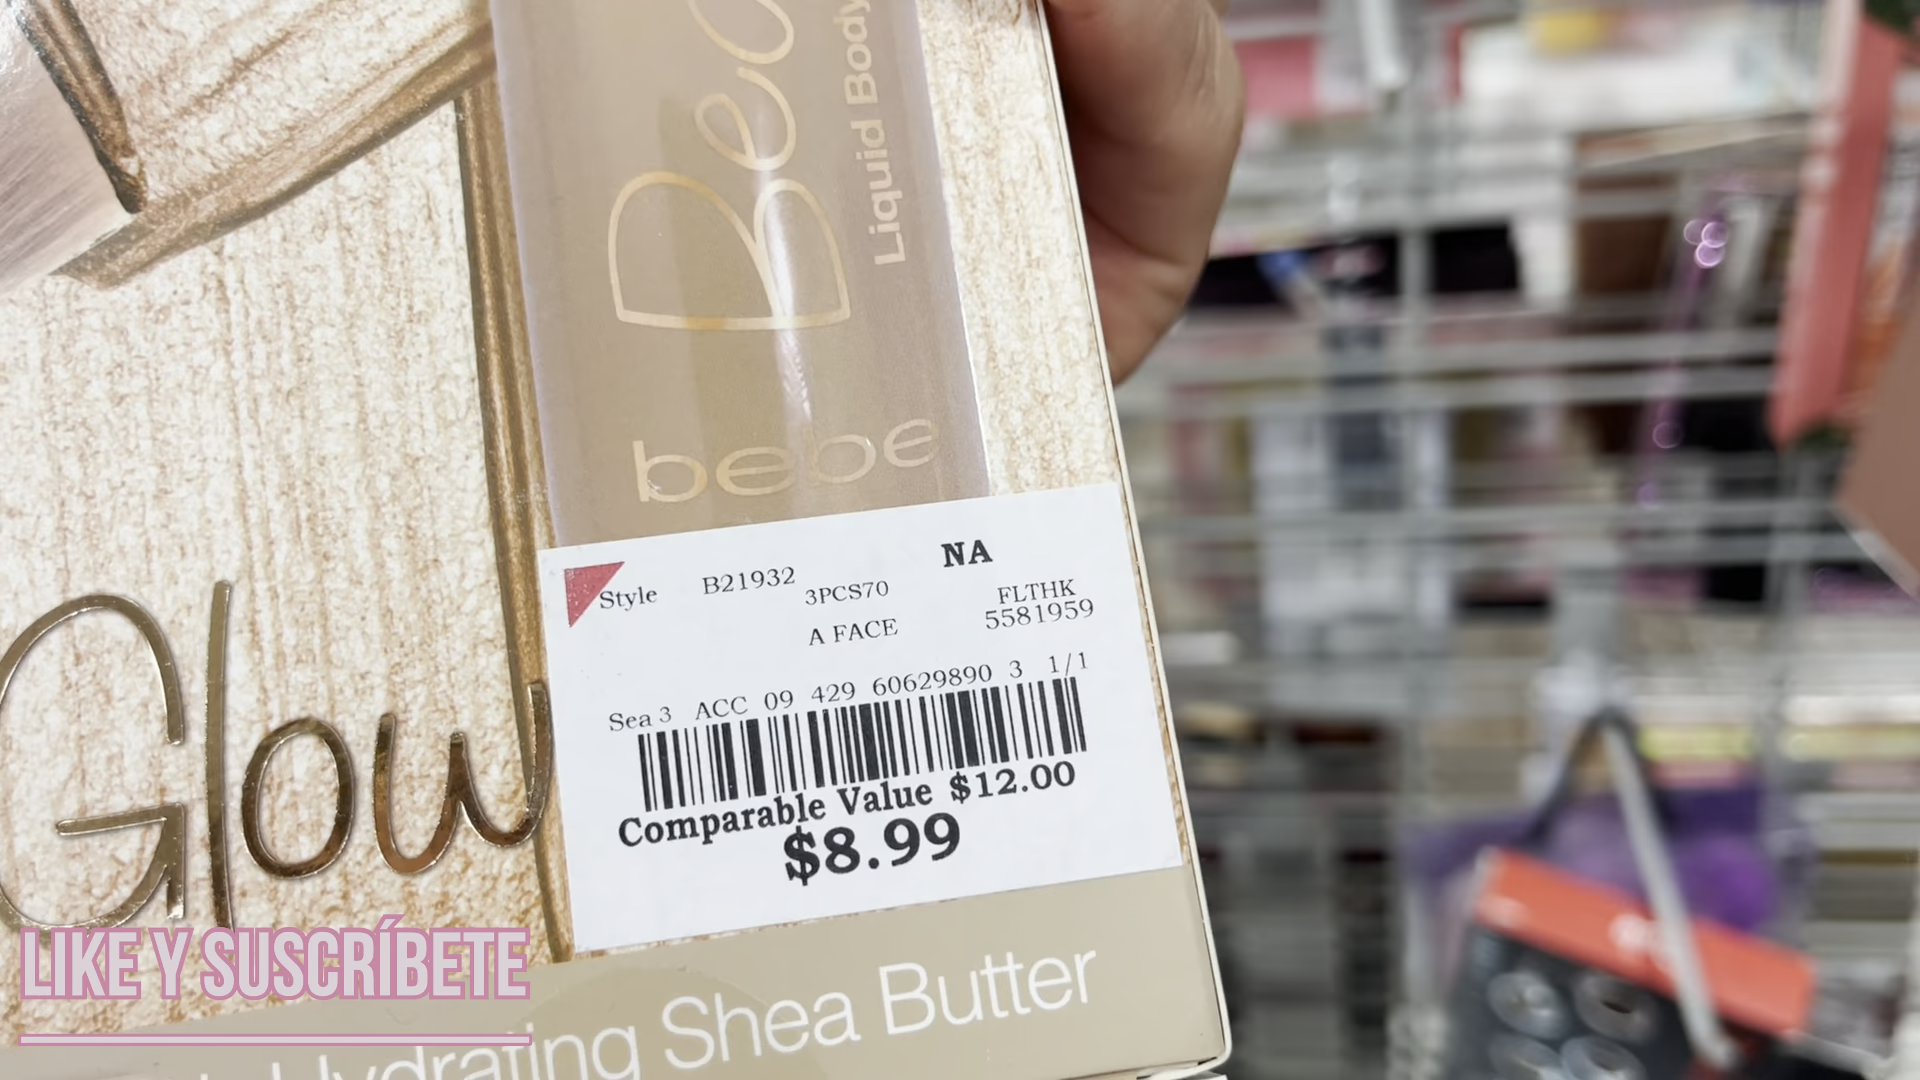 Liquid Body
bebe
Glow
NA
Style B21932
3PCS70
FLTHK
A FACE
5581959
Sea 3 ACC 09 429 60629890 3 1/1
Comparable Value $12.00
$8.99
LIKE Y SUSCRÍBETE
Hydrating Shea Butter